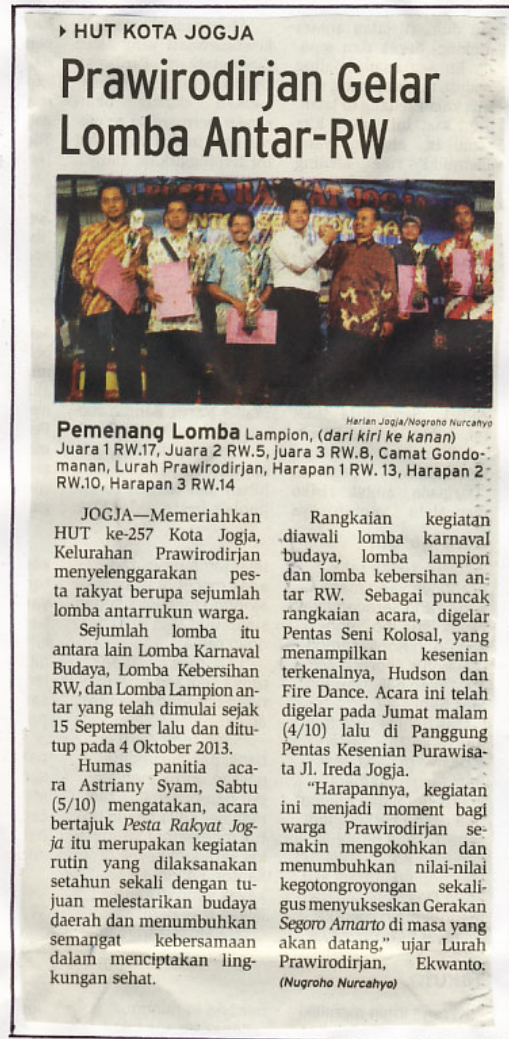 HUT KOTA JOGJA
Prawirodirjan Gelar
Lomba Antar-RW
PESTA RAKYAT JOGJA
Harian Jogja/Nogroho Nurcahyo
Pemenang Lomba Lampion, (dari kiri ke kanan)
Juara 1 RW.17, Juara 2 RW.5, juara 3 RW.8, Camat Gondo-
manan, Lurah Prawirodirjan, Harapan 1 RW. 13, Harapan 2
RW.10, Harapan 3 RW.14
JOGJA—Memeriahkan
HUT ke-257 Kota Jogja,
Kelurahan Prawirodirjan
menyelenggarakan pes-
ta rakyat berupa sejumlah
lomba antarrukun warga.
Sejumlah lomba itu
antara lain Lomba Karnaval
Budaya, Lomba Kebersihan
RW, dan Lomba Lampion an-
tar yang telah dimulai sejak
15 September lalu dan ditu-
tup pada 4 Oktober 2013.
Humas panitia aca-
ra Astriany Syam, Sabtu
(5/10) mengatakan, acara
bertajuk Pesta Rakyat Jog-
ja itu merupakan kegiatan
rutin yang dilaksanakan
setahun sekali dengan tu-
juan melestarikan budaya
daerah dan menumbuhkan
semangat kebersamaan
dalam menciptakan ling-
kungan sehat.
Rangkaian kegiatan
diawali lomba karnaval
budaya, lomba lampion
dan lomba kebersihan an-
tar RW. Sebagai puncak
rangkaian acara, digelar
Pentas Seni Kolosal, yang
menampilkan kesenian
terkenalnya, Hudson dan
Fire Dance. Acara ini telah
digelar pada Jumat malam
(4/10) lalu di Panggung
Pentas Kesenian Purawisa-
ta Jl. Ireda Jogja.
"Harapannya, kegiatan
ini menjadi moment bagi
warga Prawirodirjan se-
makin mengokohkan dan
menumbuhkan nilai-nilai
kegotongroyongan sekali-
gus menyukseskan Gerakan
Segoro Amarto di masa yang
akan datang," ujar Lurah
Prawirodirjan, Ekwanto.
(Nugroho Nurcahyo)